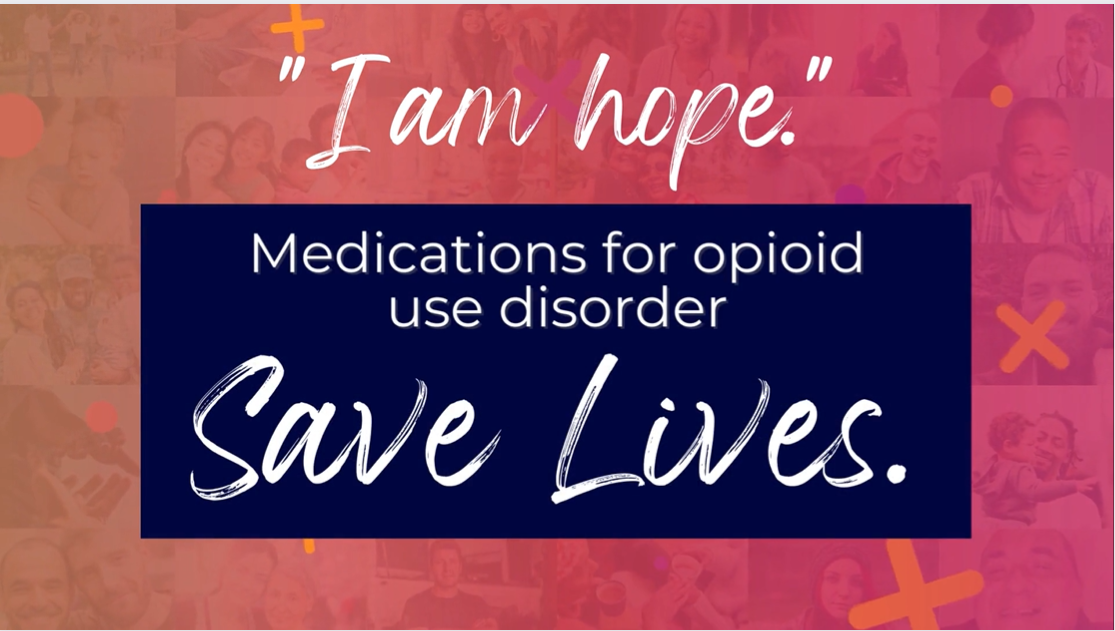 "I am hope."
Medications for opioid
use disorder
Save Lives.